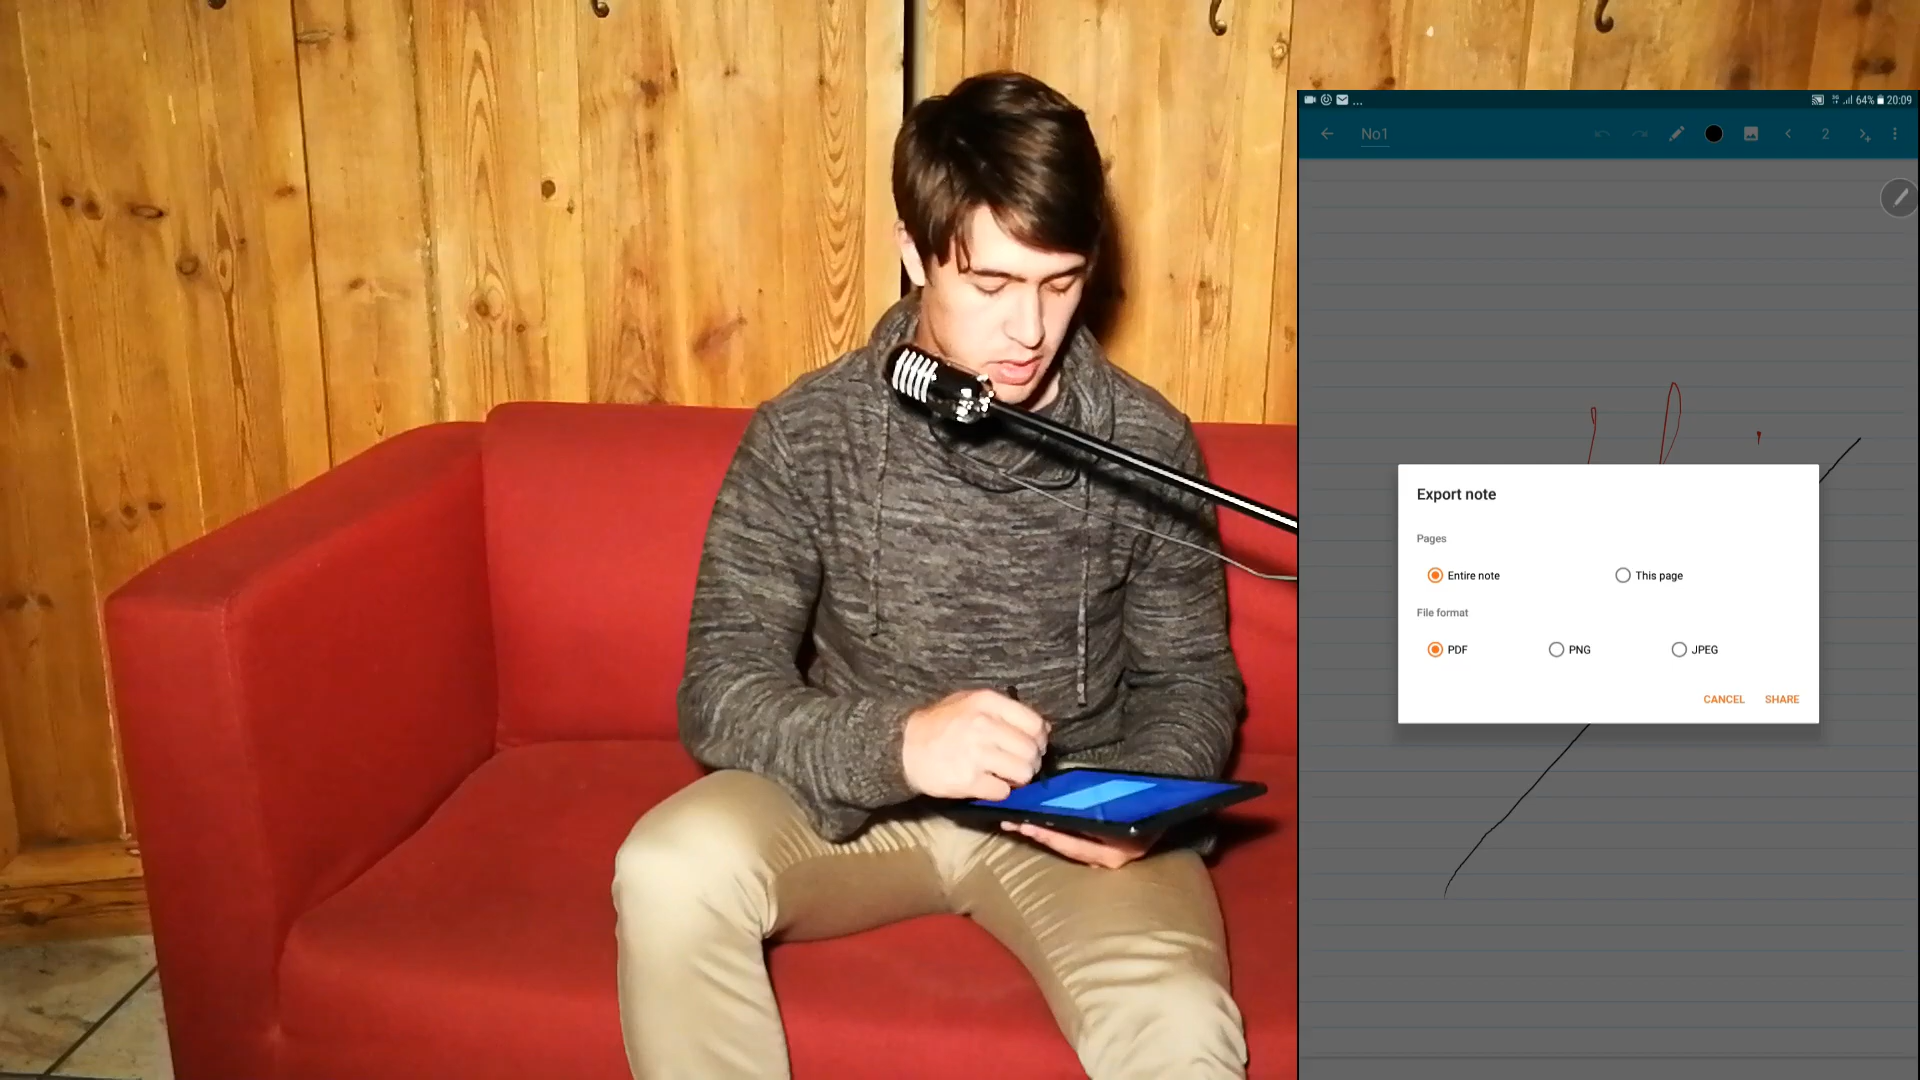 ... 64% 20:09
No1 2
Export note
Pages
Entire note This page
File format
PDF PNG JPEG
CANCEL SHARE